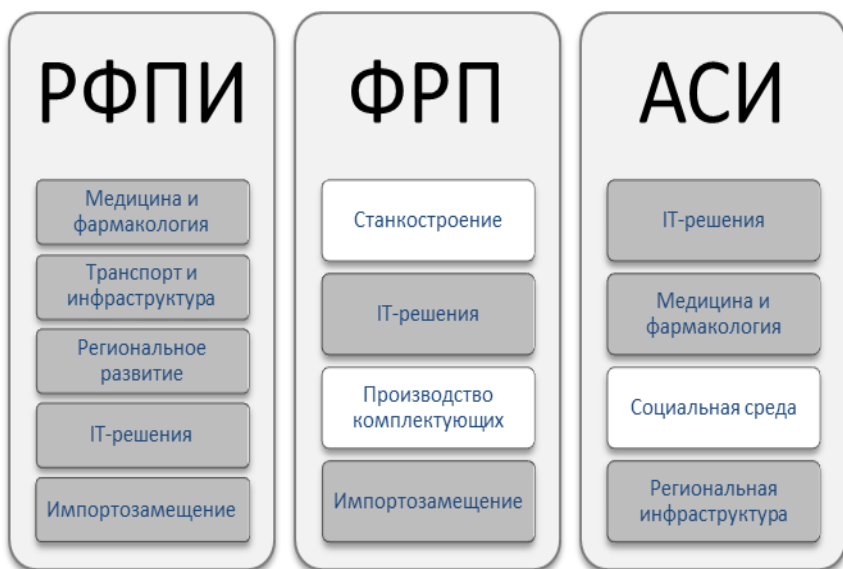 РФПИ
Медицина и
фармакология
Транспорт и
инфраструктура
Региональное
развитие
IT-решения
Импортозамещение
ФРП
Станкостроение
IT-решения
Производство
комплектующих
Импортозамещение
АСИ
IT-решения
Медицина и
фармакология
Социальная среда
Региональная
инфраструктура